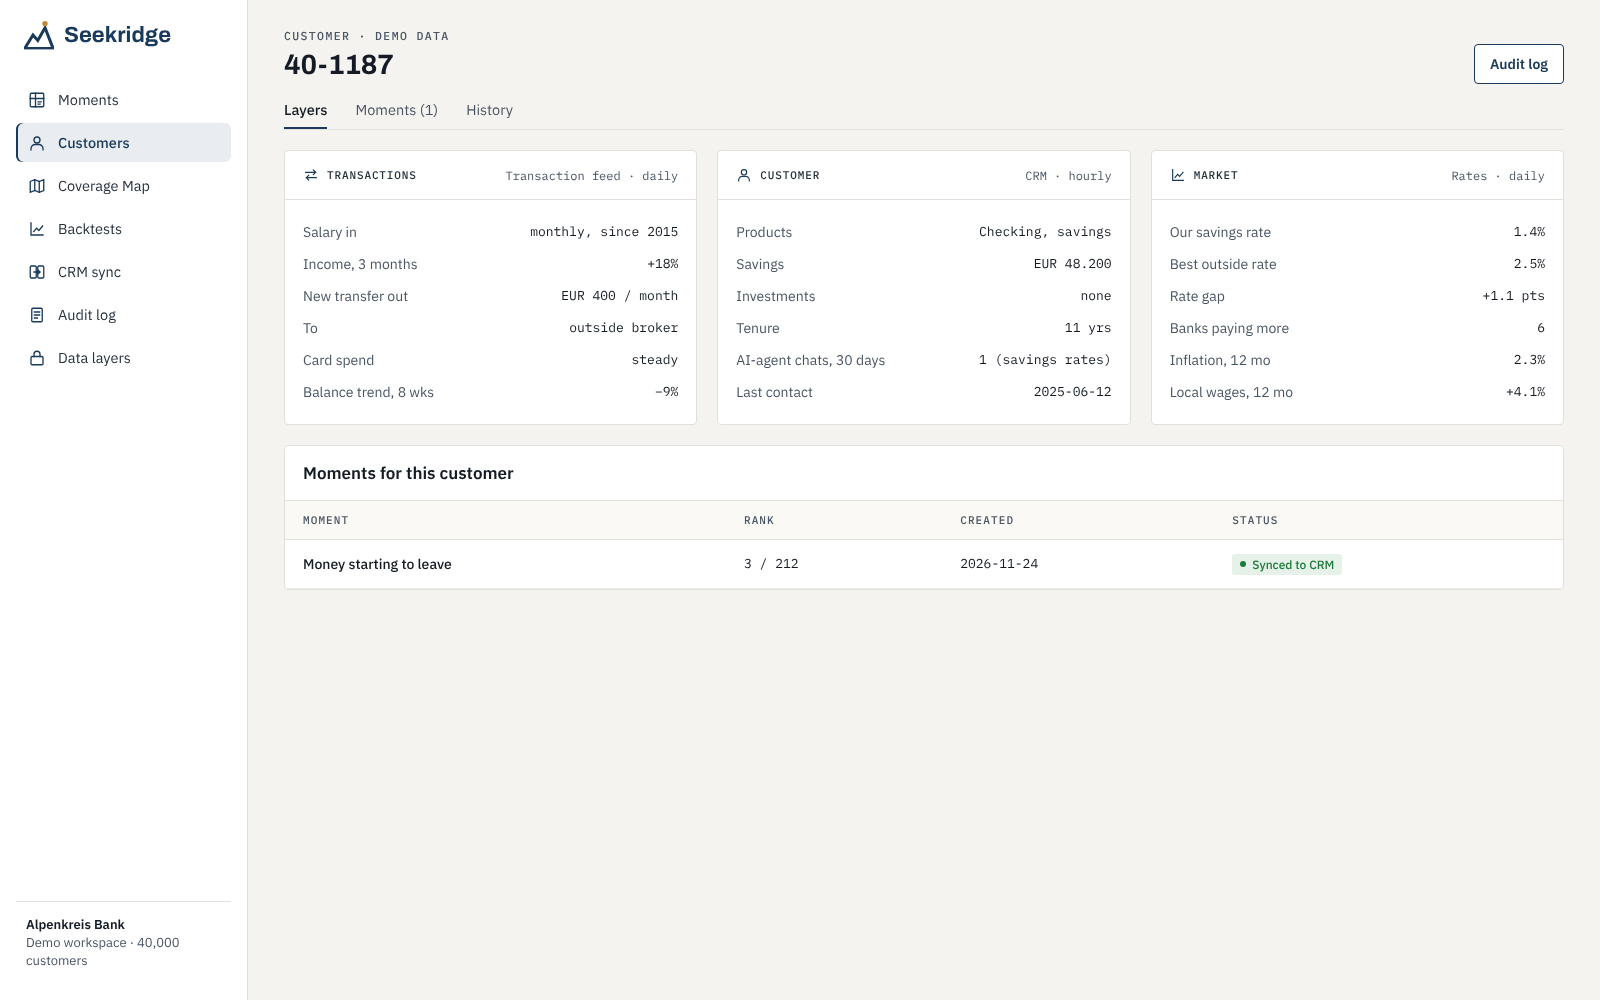 Seekridge
Moments
Customers
Coverage Map
Backtests
CRM sync
Audit log
Data layers
Alpenkreis Bank
Demo workspace · 40,000
customers
CUSTOMER · DEMO DATA
40-1187
Audit log
Layers
Moments (1)
History
TRANSACTIONS
Transaction feed · daily
Salary in monthly, since 2015
Income, 3 months +18%
New transfer out EUR 400 / month
To outside broker
Card spend steady
Balance trend, 8 wks −9%
CUSTOMER
CRM · hourly
Products Checking, savings
Savings EUR 48.200
Investments none
Tenure 11 yrs
AI-agent chats, 30 days 1 (savings rates)
Last contact 2025-06-12
MARKET
Rates · daily
Our savings rate 1.4%
Best outside rate 2.5%
Rate gap +1.1 pts
Banks paying more 6
Inflation, 12 mo 2.3%
Local wages, 12 mo +4.1%
Moments for this customer
MOMENT RANK CREATED STATUS
Money starting to leave 3 / 212 2026-11-24 Synced to CRM